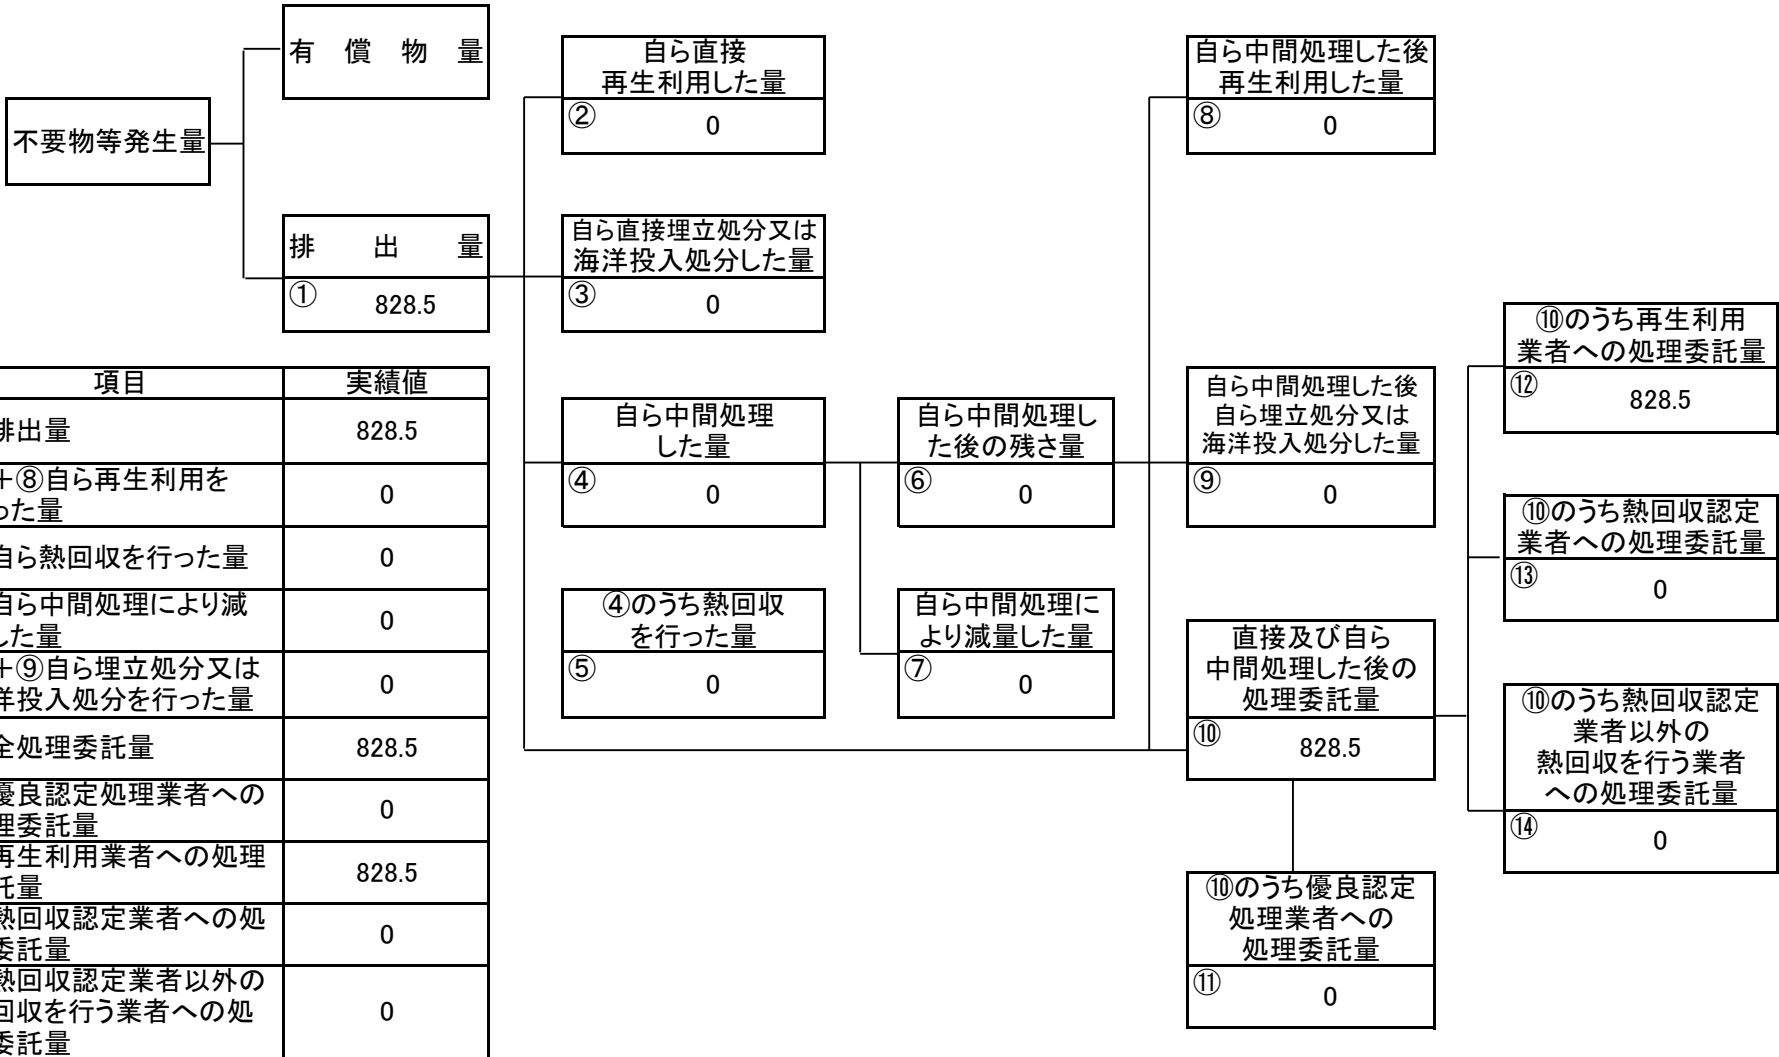 有償物量
不要物等発生量
排出量
① 828.5
自ら直接
再生利用した量
② 0
自ら直接埋立処分又は
海洋投入処分した量
③ 0
自ら中間処理
した量
④ 0
④のうち熱回収
を行った量
⑤ 0
自ら中間処理し
た後の残さ量
⑥ 0
自ら中間処理に
より減量した量
⑦ 0
自ら中間処理した後
再生利用した量
⑧ 0
自ら中間処理した後
自ら埋立処分又は
海洋投入処分した量
⑨ 0
直接及び自ら
中間処理した後の
処理委託量
⑩ 828.5
⑩のうち優良認定
処理業者への
処理委託量
⑪ 0
⑩のうち再生利用
業者への処理委託量
⑫ 828.5
⑩のうち熱回収認定
業者への処理委託量
⑬ 0
⑩のうち熱回収認定
業者以外の
熱回収を行う業者
への処理委託量
⑭ 0
項目 実績値
排出量 828.5
+⑧自ら再生利用を
った量 0
自ら熱回収を行った量 0
自ら中間処理により減
した量 0
+⑨自ら埋立処分又は
洋投入処分を行った量 0
全処理委託量 828.5
優良認定処理業者への
理委託量 0
再生利用業者への処理
託量 828.5
熱回収認定業者への処
委託量 0
熱回収認定業者以外の
回収を行う業者への処
委託量 0